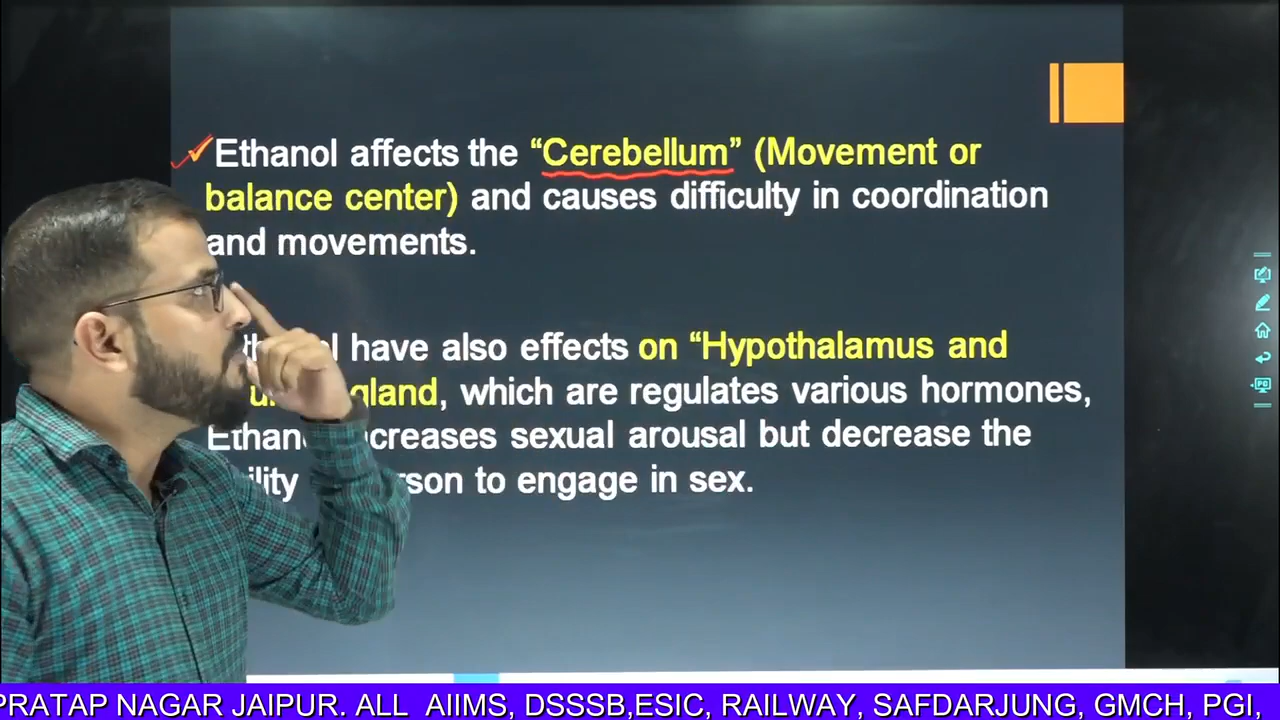 Ethanol affects the “Cerebellum” (Movement or
balance center) and causes difficulty in coordination
and movements.
have also effects on “Hypothalamus and
gland, which are regulates various hormones,
sexual arousal but decrease the
to engage in sex.
PRATAP NAGAR JAIPUR. ALL AIIMS, DSSSB,ESIC, RAILWAY, SAFDARJUNG, GMCH, PGI,